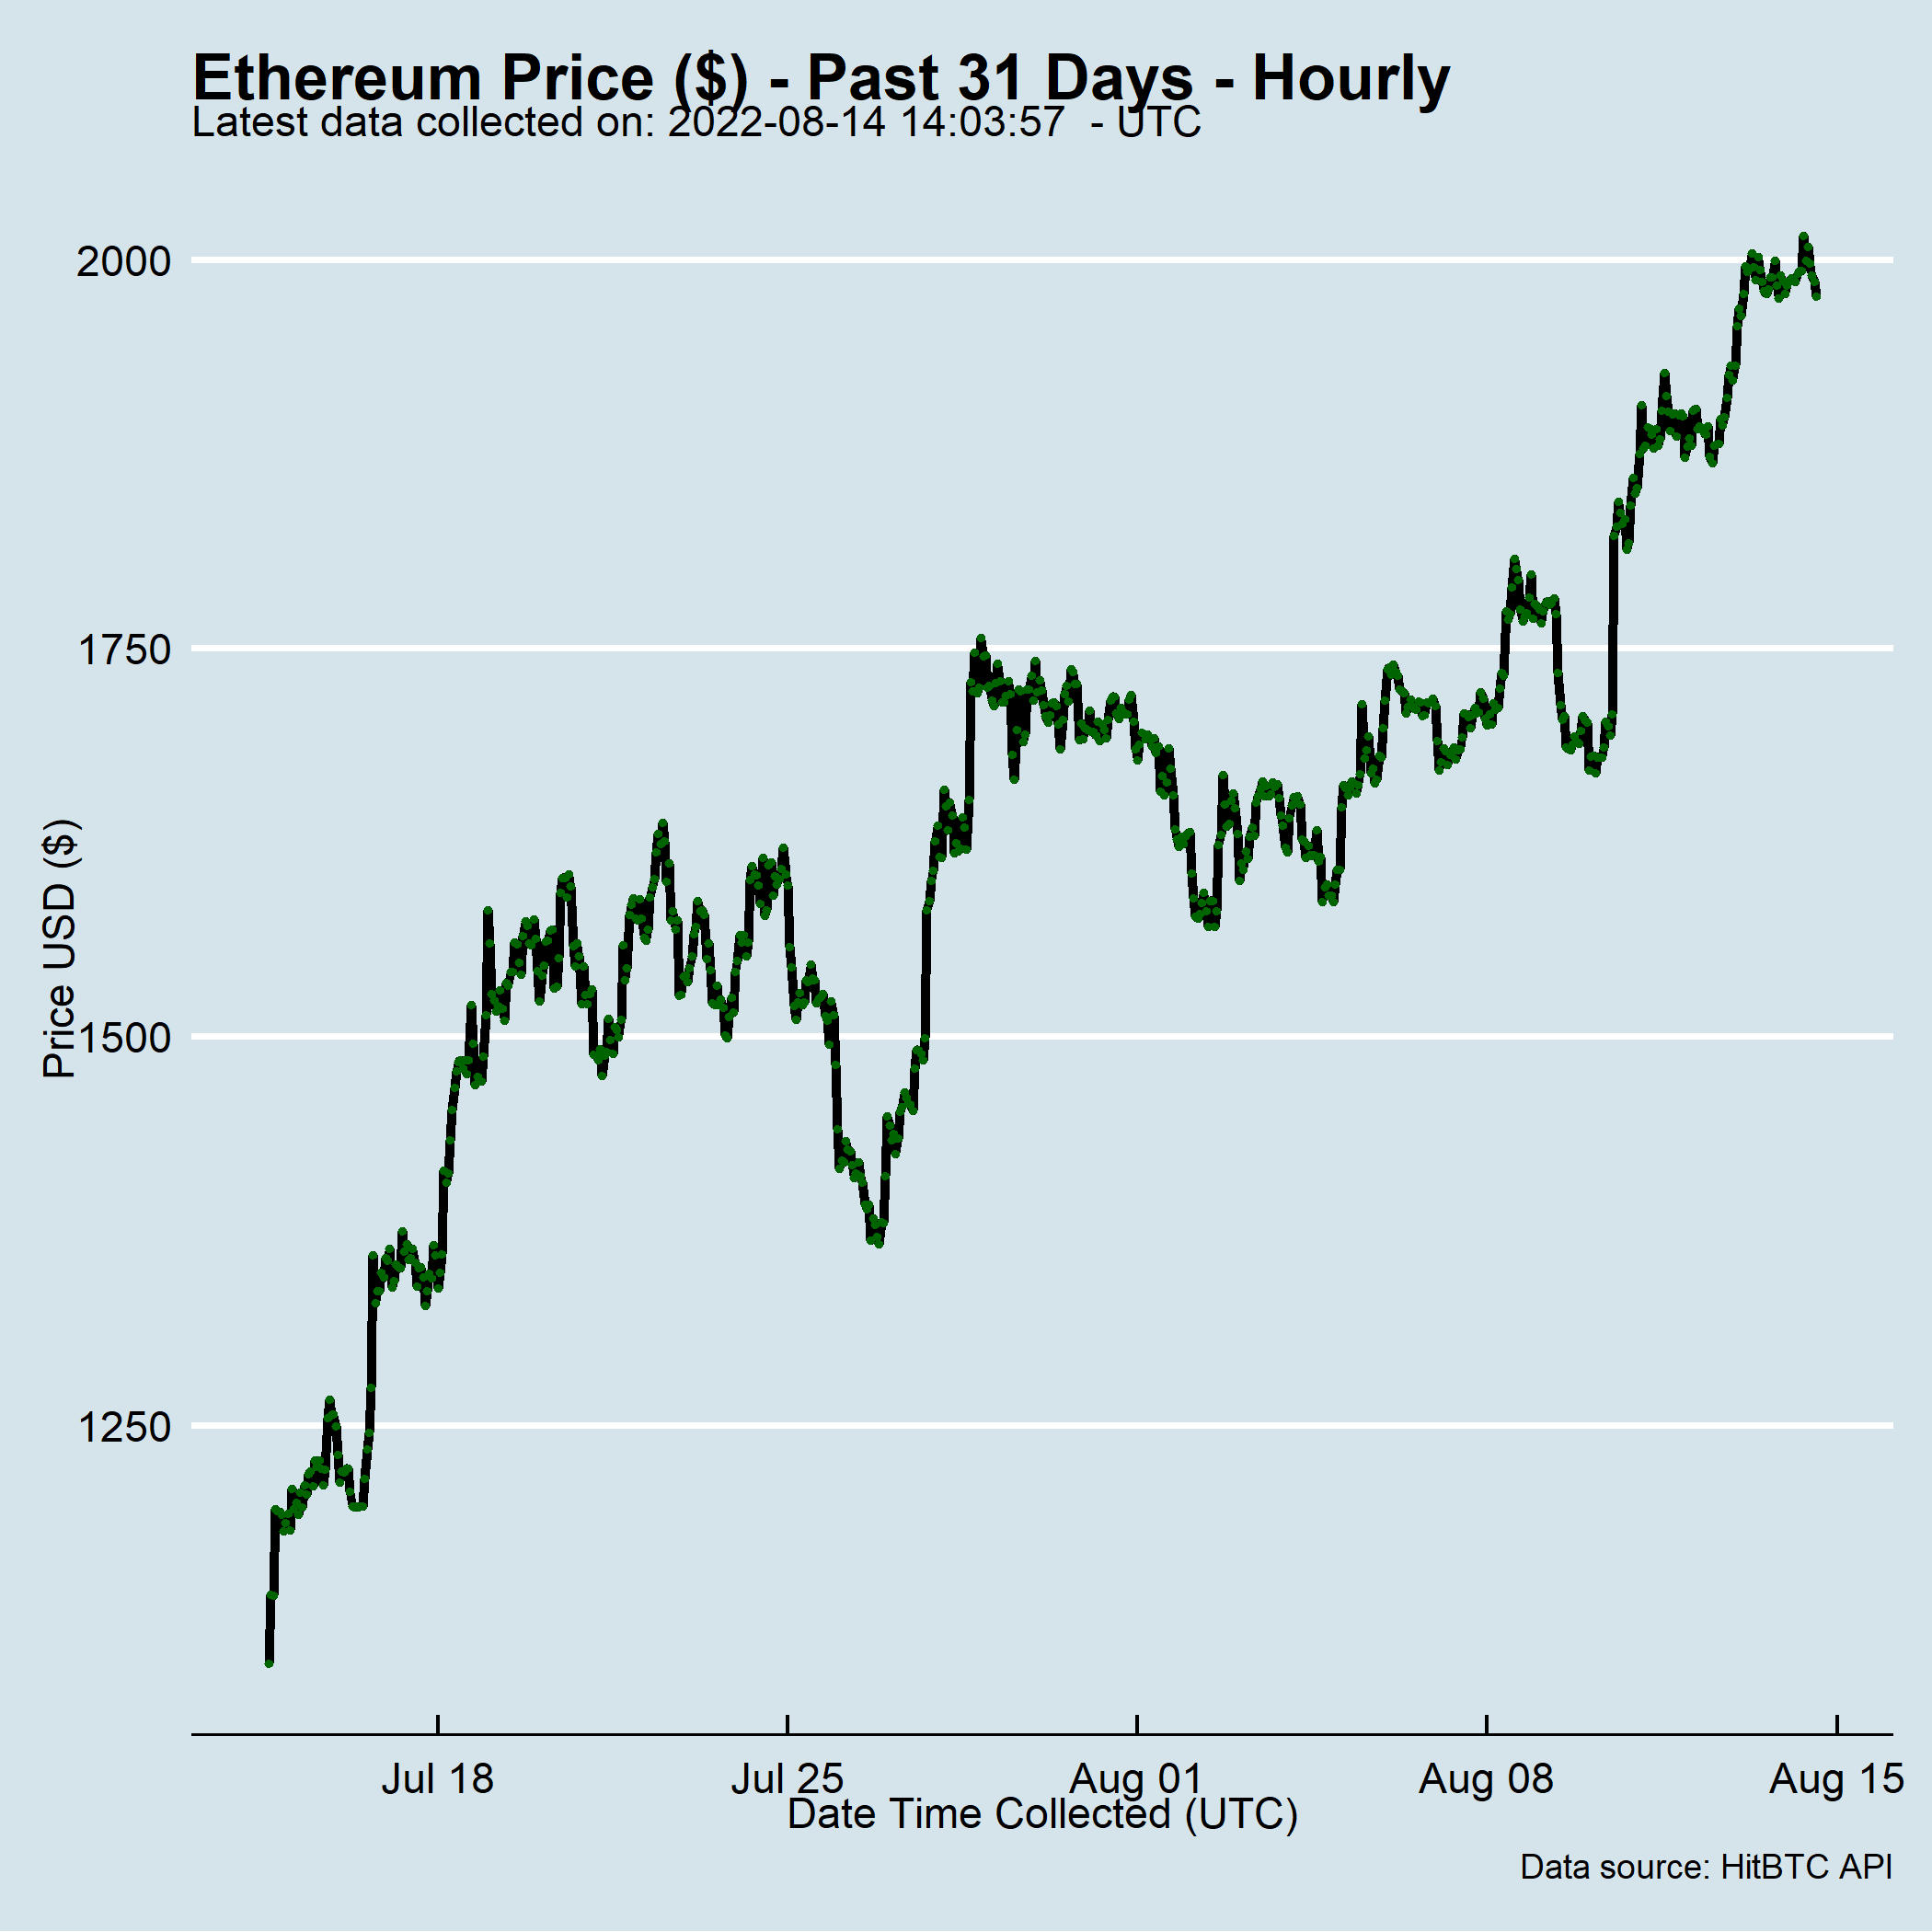 Ethereum Price ($) - Past 31 Days - Hourly
Latest data collected on: 2022-08-14 14:03:57  - UTC
2000
1750
1500
1250
Price USD ($)
Jul 18 Jul 25 Aug 01 Aug 08 Aug 15
Date Time Collected (UTC)
Data source: HitBTC API